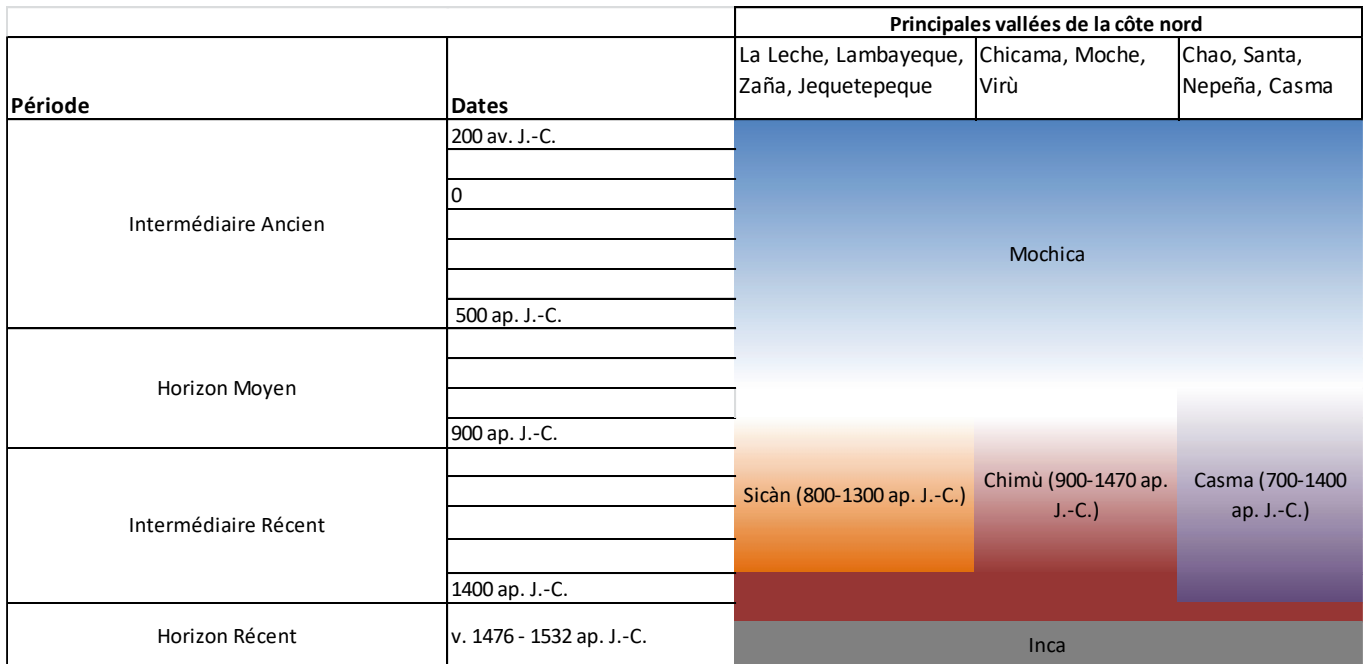 Principales vallées de la côte nord
Période
Dates
La Leche, Lambayeque,
Zaña, Jequetepeque
Chicama, Moche,
Virù
Chao, Santa,
Nepeña, Casma
Intermédiaire Ancien
200 av. J.-C.
0
500 ap. J.-C.
Mochica
Horizon Moyen
900 ap. J.-C.
Intermédiaire Récent
1400 ap. J.-C.
Sicàn (800-1300 ap. J.-C.)
Chimù (900-1470 ap.
J.-C.)
Casma (700-1400
ap. J.-C.)
Horizon Récent
v. 1476 - 1532 ap. J.-C.
Inca